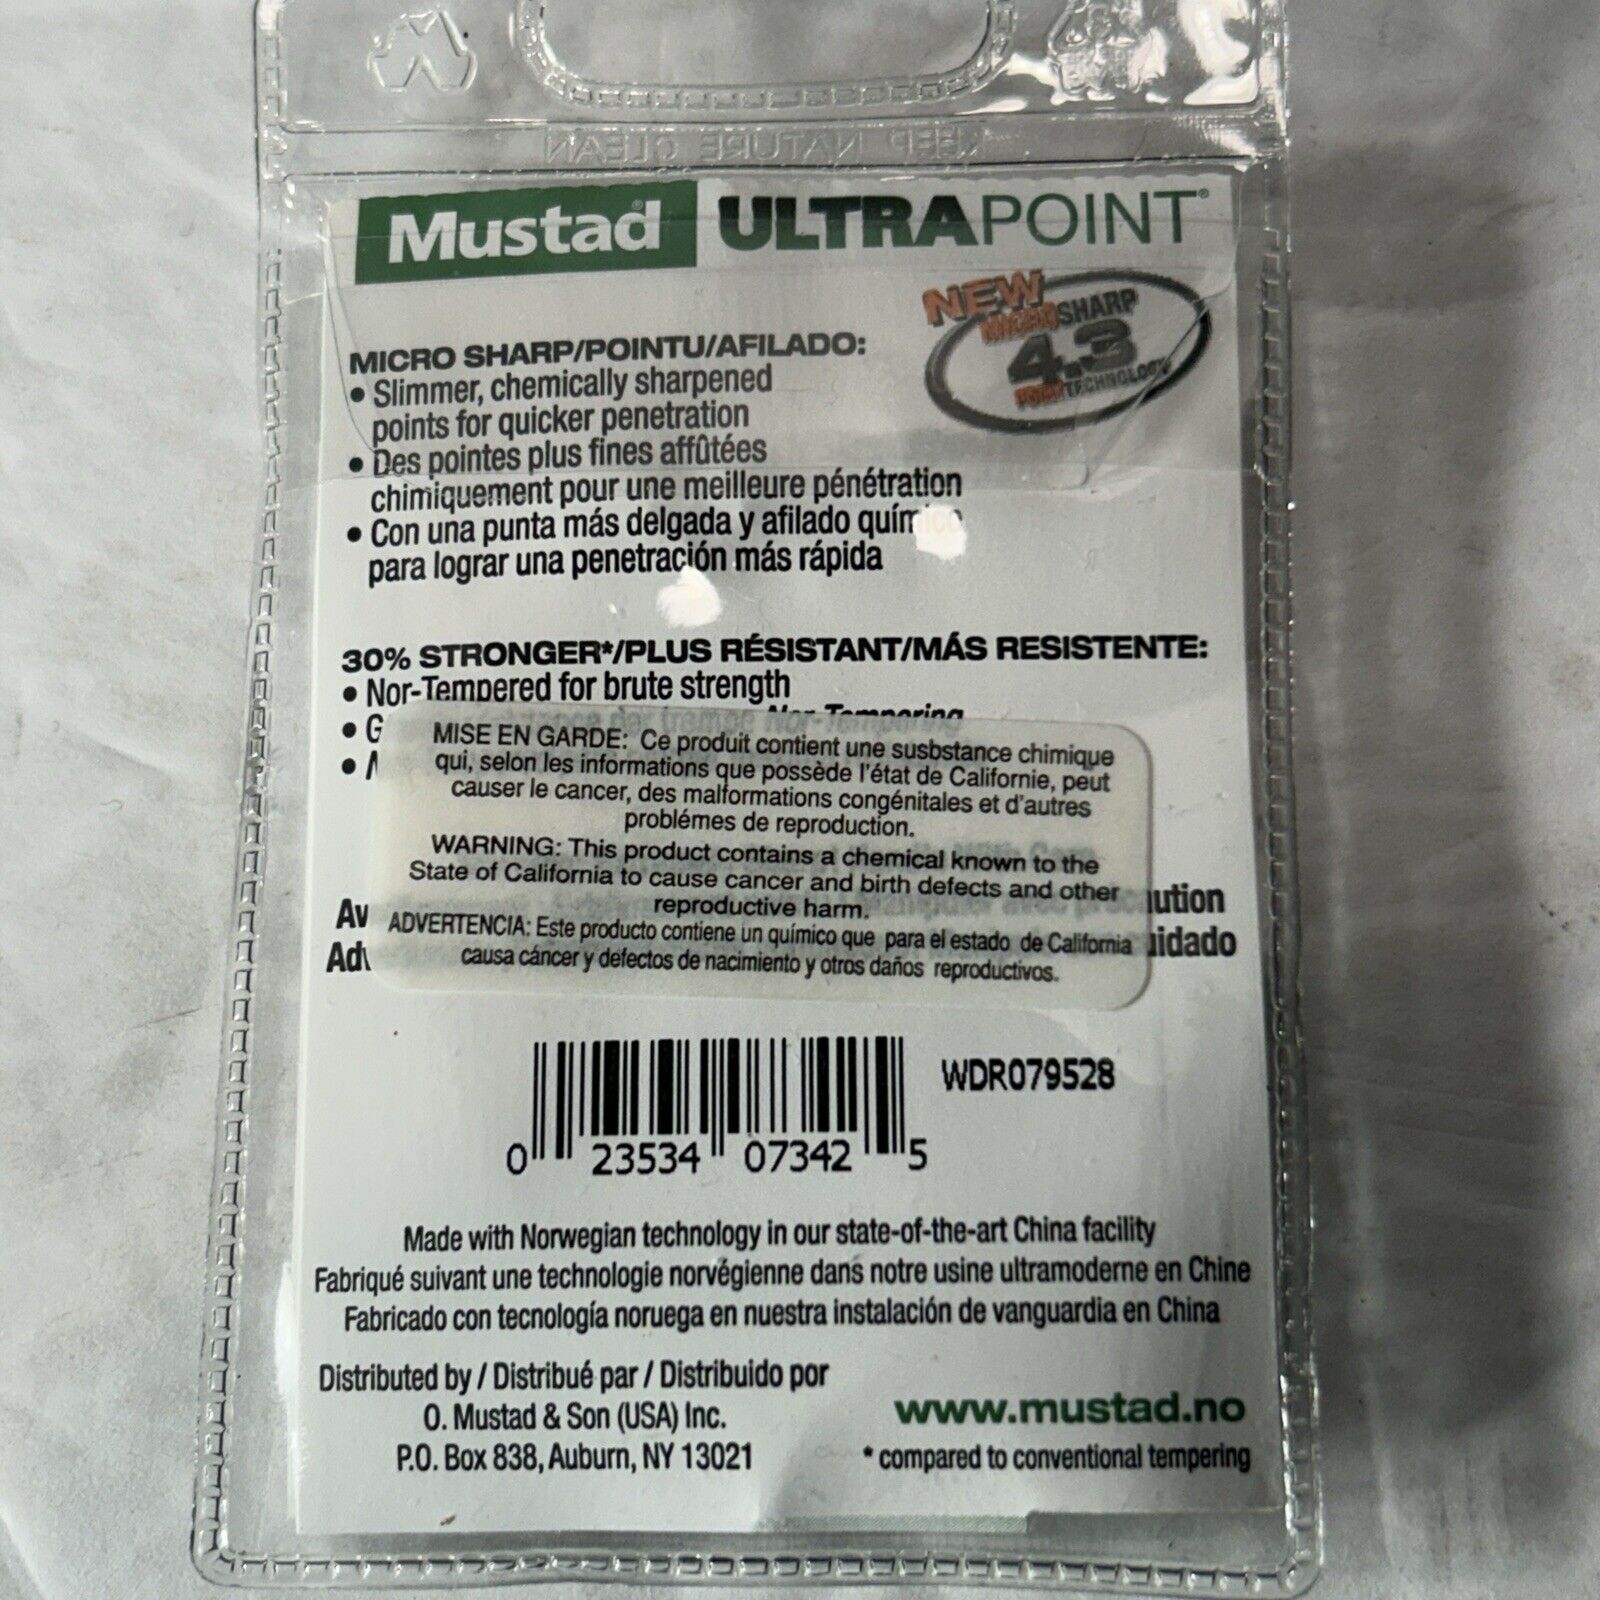 KEEP NATURE CLEAN
Mustad® ULTRAPOINT®
NEW
MICROSHARP
4.3
POINT TECHNOLOGY
MICRO SHARP/POINTU/AFILADO:
• Slimmer, chemically sharpened
points for quicker penetration
• Des pointes plus fines affûtées
chimiquement pour une meilleure pénétration
• Con una punta más delgada y afilado
para lograr una penetración más rápida
30% STRONGER*/PLUS RÉSISTANT/MÁS RESISTENTE:
• Nor-Tempered for brute strength
• G Nor-Tempering
•
MISE EN GARDE: Ce produit contient une susbstance chimique
qui, selon les informations que possède l'état de Californie, peut
causer le cancer, des malformations congénitales et d'autres
problémes de reproduction.
WARNING: This product contains a chemical known to the
State of California to cause cancer and birth defects and other
reproductive harm.
ADVERTENCIA: Este producto contiene un químico que para el estado de California
causa cáncer y defectos de nacimiento y otros daños reproductivos.
WDR079528
0 23534 07342 5
Made with Norwegian technology in our state-of-the-art China facility
Fabriqué suivant une technologie norvégienne dans notre usine ultramoderne en Chine
Fabricado con tecnología noruega en nuestra instalación de vanguardia en China
Distributed by / Distribué par / Distribuido por
O. Mustad & Son (USA) Inc.
P.O. Box 838, Auburn, NY 13021
www.mustad.no
* compared to conventional tempering